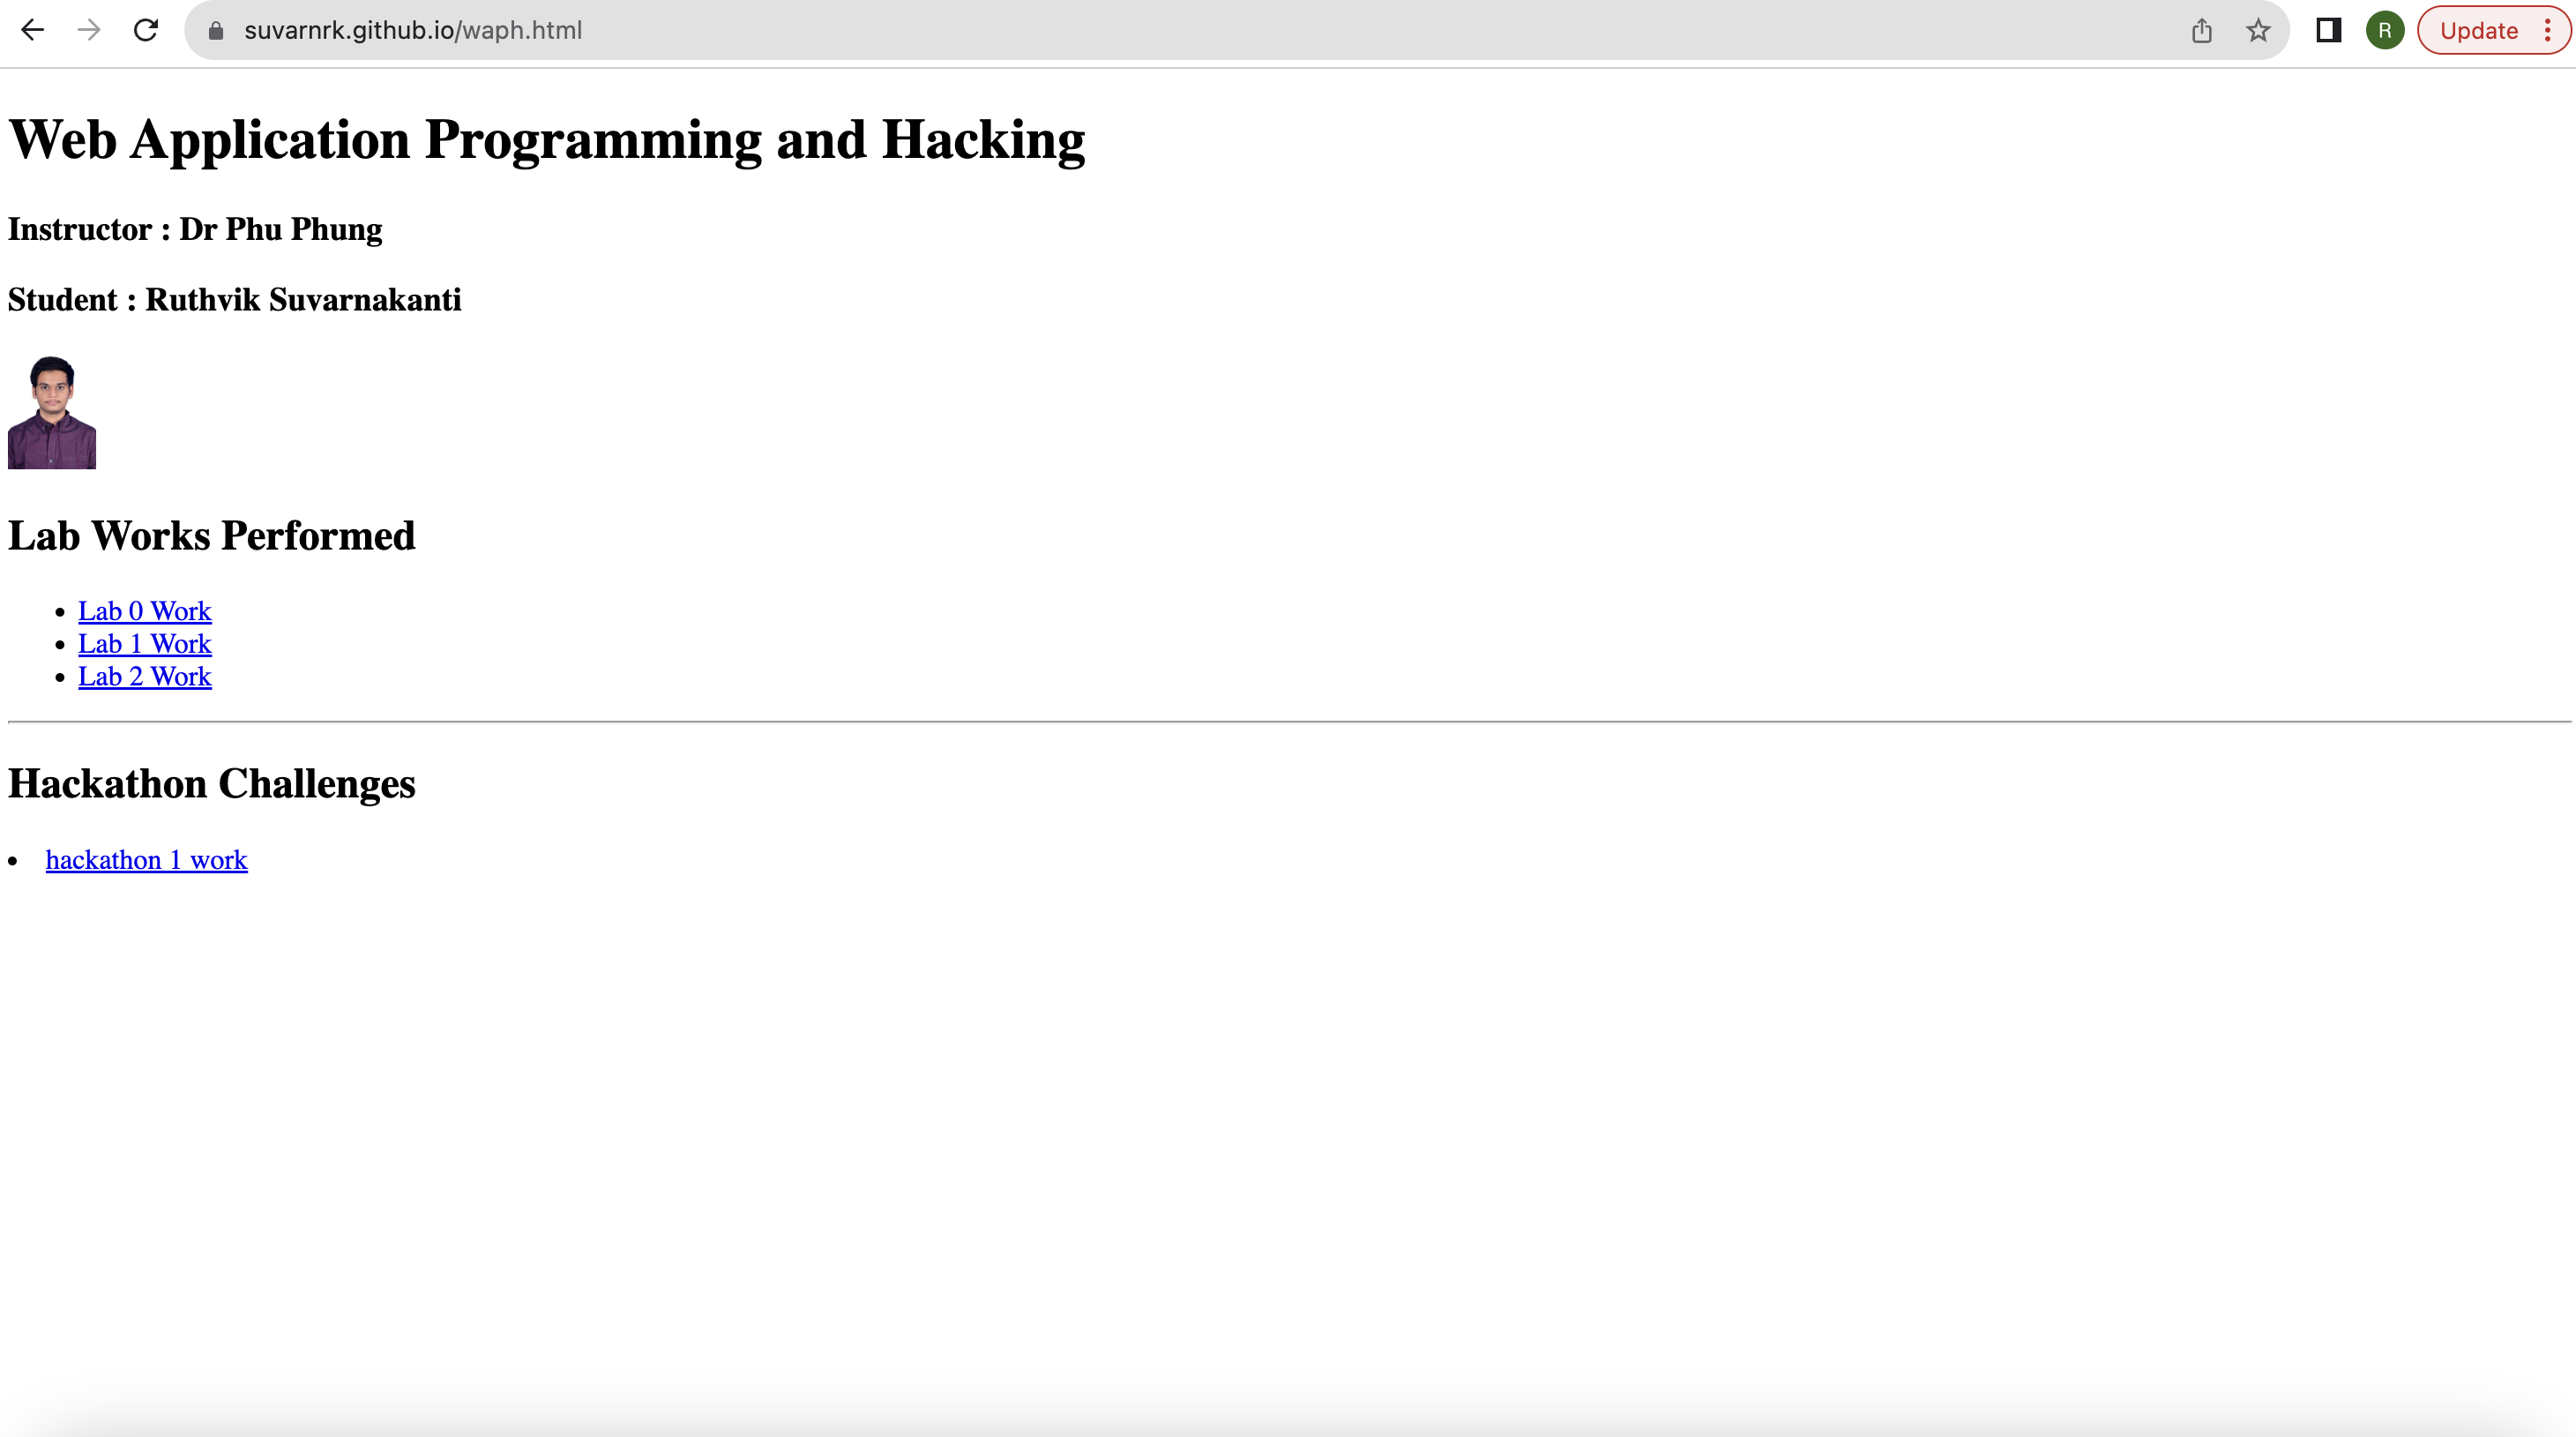 suvarnrk.github.io/waph.html
R
Update
Web Application Programming and Hacking
Instructor : Dr Phu Phung
Student : Ruthvik Suvarnakanti
Lab Works Performed
Lab 0 Work
Lab 1 Work
Lab 2 Work
Hackathon Challenges
hackathon 1 work